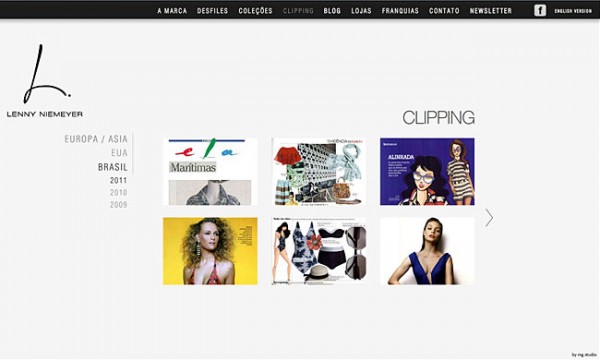 A MARCA DESFILES COLEÇÕES CLIPPING BLOG LOJAS FRANQUIAS CONTATO NEWSLETTER f ENGLISH VERSION
L.
LENNY NIEMEYER
CLIPPING
EUROPA / ASIA
EUA
BRASIL
2011
2010
2009
ela
Marítimas
ALINHADA
by mg studio